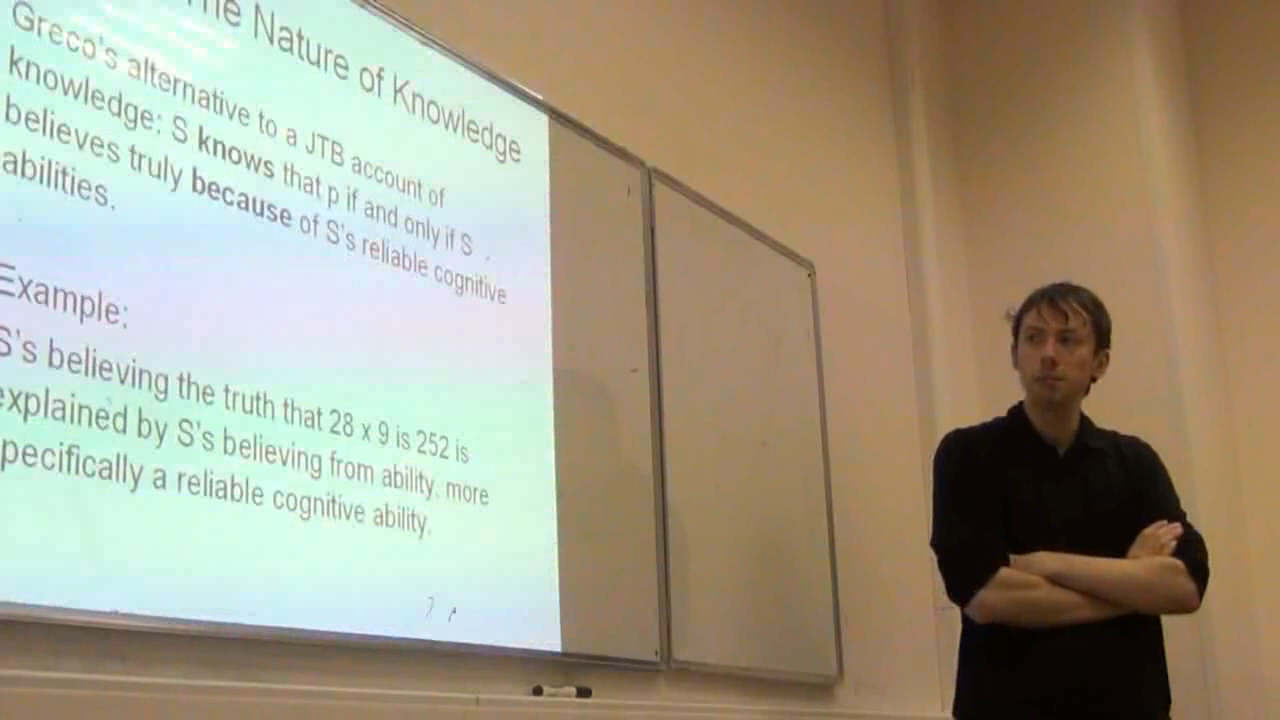 The Nature of Knowledge
Greco's alternative to a JTB account of
knowledge: S knows that p if and only if S
believes truly because of S's reliable cognitive
abilities.
Example:
S's believing the truth that 28 x 9 is 252 is
explained by S's believing from ability, more
specifically a reliable cognitive ability.